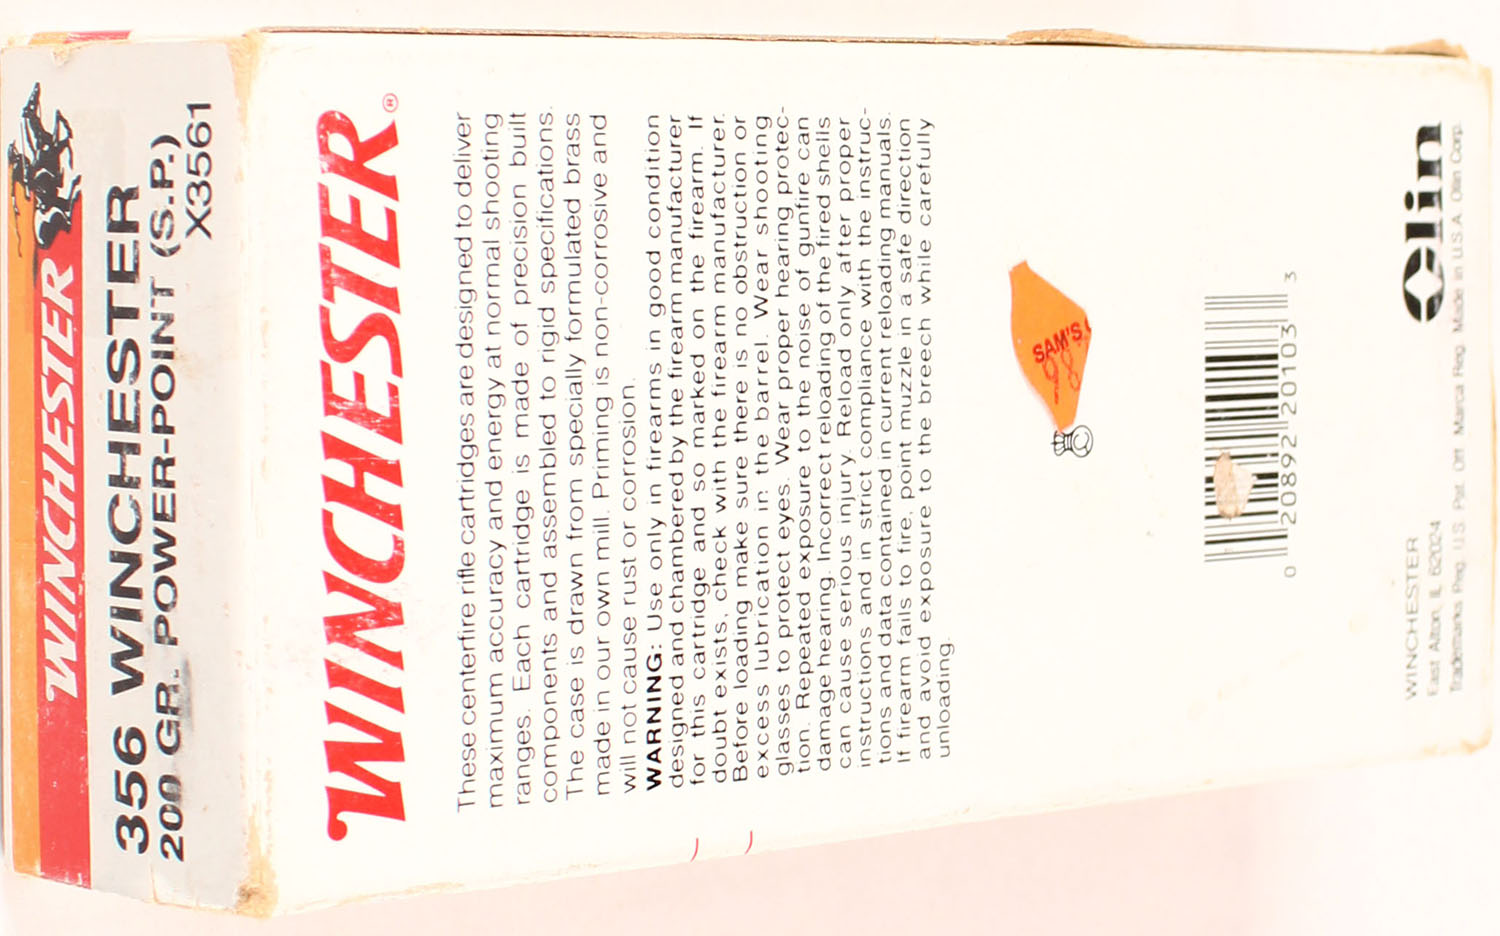 WINCHESTER
356 WINCHESTER
200 GR. POWER-POINT (S.P.)
X3561
WINCHESTER®
These centerfire rifle cartridges are designed to deliver
maximum accuracy and energy at normal shooting
ranges. Each cartridge is made of precision built
components and assembled to rigid specifications.
The case is drawn from specially formulated brass
made in our own mill. Priming is non-corrosive and
will not cause rust or corrosion.
WARNING: Use only in firearms in good condition
designed and chambered by the firearm manufacturer
for this cartridge and so marked on the firearm. If
doubt exists, check with the firearm manufacturer.
Before loading make sure there is no obstruction or
excess lubrication in the barrel. Wear shooting
glasses to protect eyes. Wear proper hearing protec-
tion. Repeated exposure to the noise of gunfire can
damage hearing. Incorrect reloading of the fired shells
can cause serious injury. Reload only after proper
instructions and in strict compliance with the instruc-
tions and data contained in current reloading manuals.
If firearm fails to fire, point muzzle in a safe direction
and avoid exposure to the breech while carefully
unloading.
SAM'S
0 20892 20103 3
WINCHESTER
East Alton, IL 62024
Trademarks Reg. U.S. Pat. Off. Marca Reg. Made in U.S.A. Olin Corp.
Olin